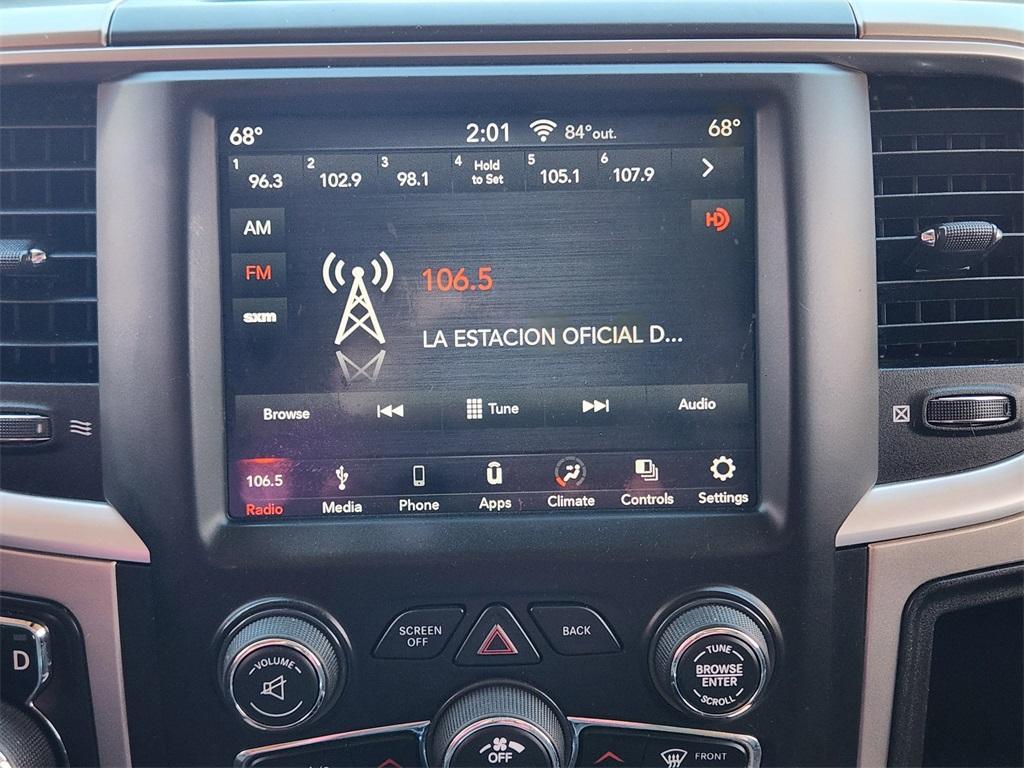 68° 2:01 84°out. 68°
1 96.3 2 102.9 3 98.1 4 Hold to Set 5 105.1 6 107.9
AM
HD
FM
106.5
sxm
LA ESTACION OFICIAL D...
Browse Tune Audio
106.5
Radio Media Phone Apps Climate Controls Settings
SCREEN
OFF
BACK
VOLUME
TUNE
BROWSE
ENTER
SCROLL
D
OFF
FRONT